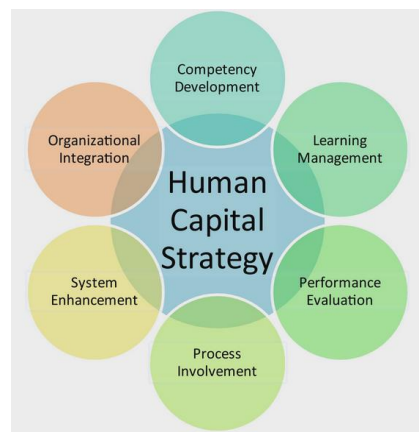 Competency
Development
Organizational
Integration
Learning
Management
Human
Capital
Strategy
System
Enhancement
Performance
Evaluation
Process
Involvement